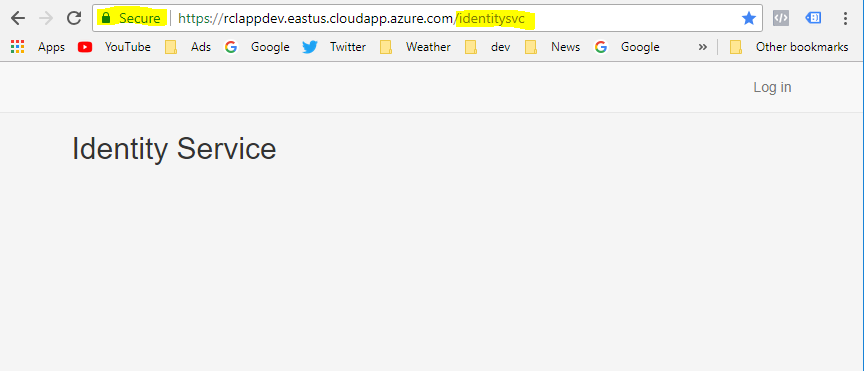 Secure https://rclappdev.eastus.cloudapp.azure.com/identitysvc
Apps YouTube Ads Google Twitter Weather dev News Google » Other bookmarks
Log in
Identity Service